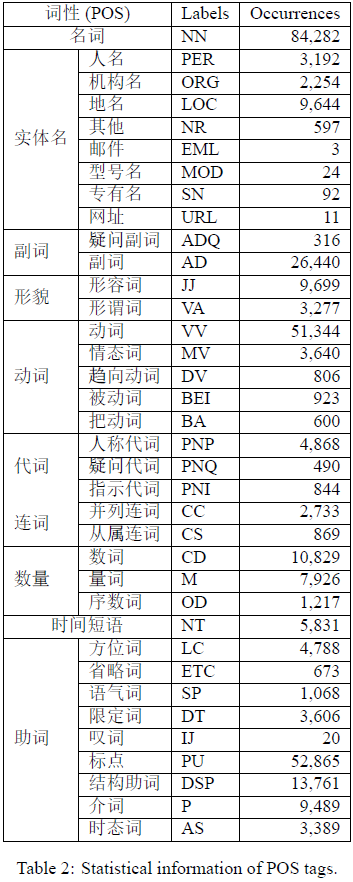 词性 (POS) Labels Occurrences
名词 NN 84,282
实体名 人名 PER 3,192
机构名 ORG 2,254
地名 LOC 9,644
其他 NR 597
邮件 EML 3
型号名 MOD 24
专有名 SN 92
网址 URL 11
副词 疑问副词 ADQ 316
副词 AD 26,440
形貌 形容词 JJ 9,699
形谓词 VA 3,277
动词 动词 VV 51,344
情态词 MV 3,640
趋向动词 DV 806
被动词 BEI 923
把动词 BA 600
代词 人称代词 PNP 4,868
疑问代词 PNQ 490
指示代词 PNI 844
连词 并列连词 CC 2,733
从属连词 CS 869
数量 数词 CD 10,829
量词 M 7,926
序数词 OD 1,217
时间短语 NT 5,831
助词 方位词 LC 4,788
省略词 ETC 673
语气词 SP 1,068
限定词 DT 3,606
叹词 IJ 20
标点 PU 52,865
结构助词 DSP 13,761
介词 P 9,489
时态词 AS 3,389
Table 2: Statistical information of POS tags.